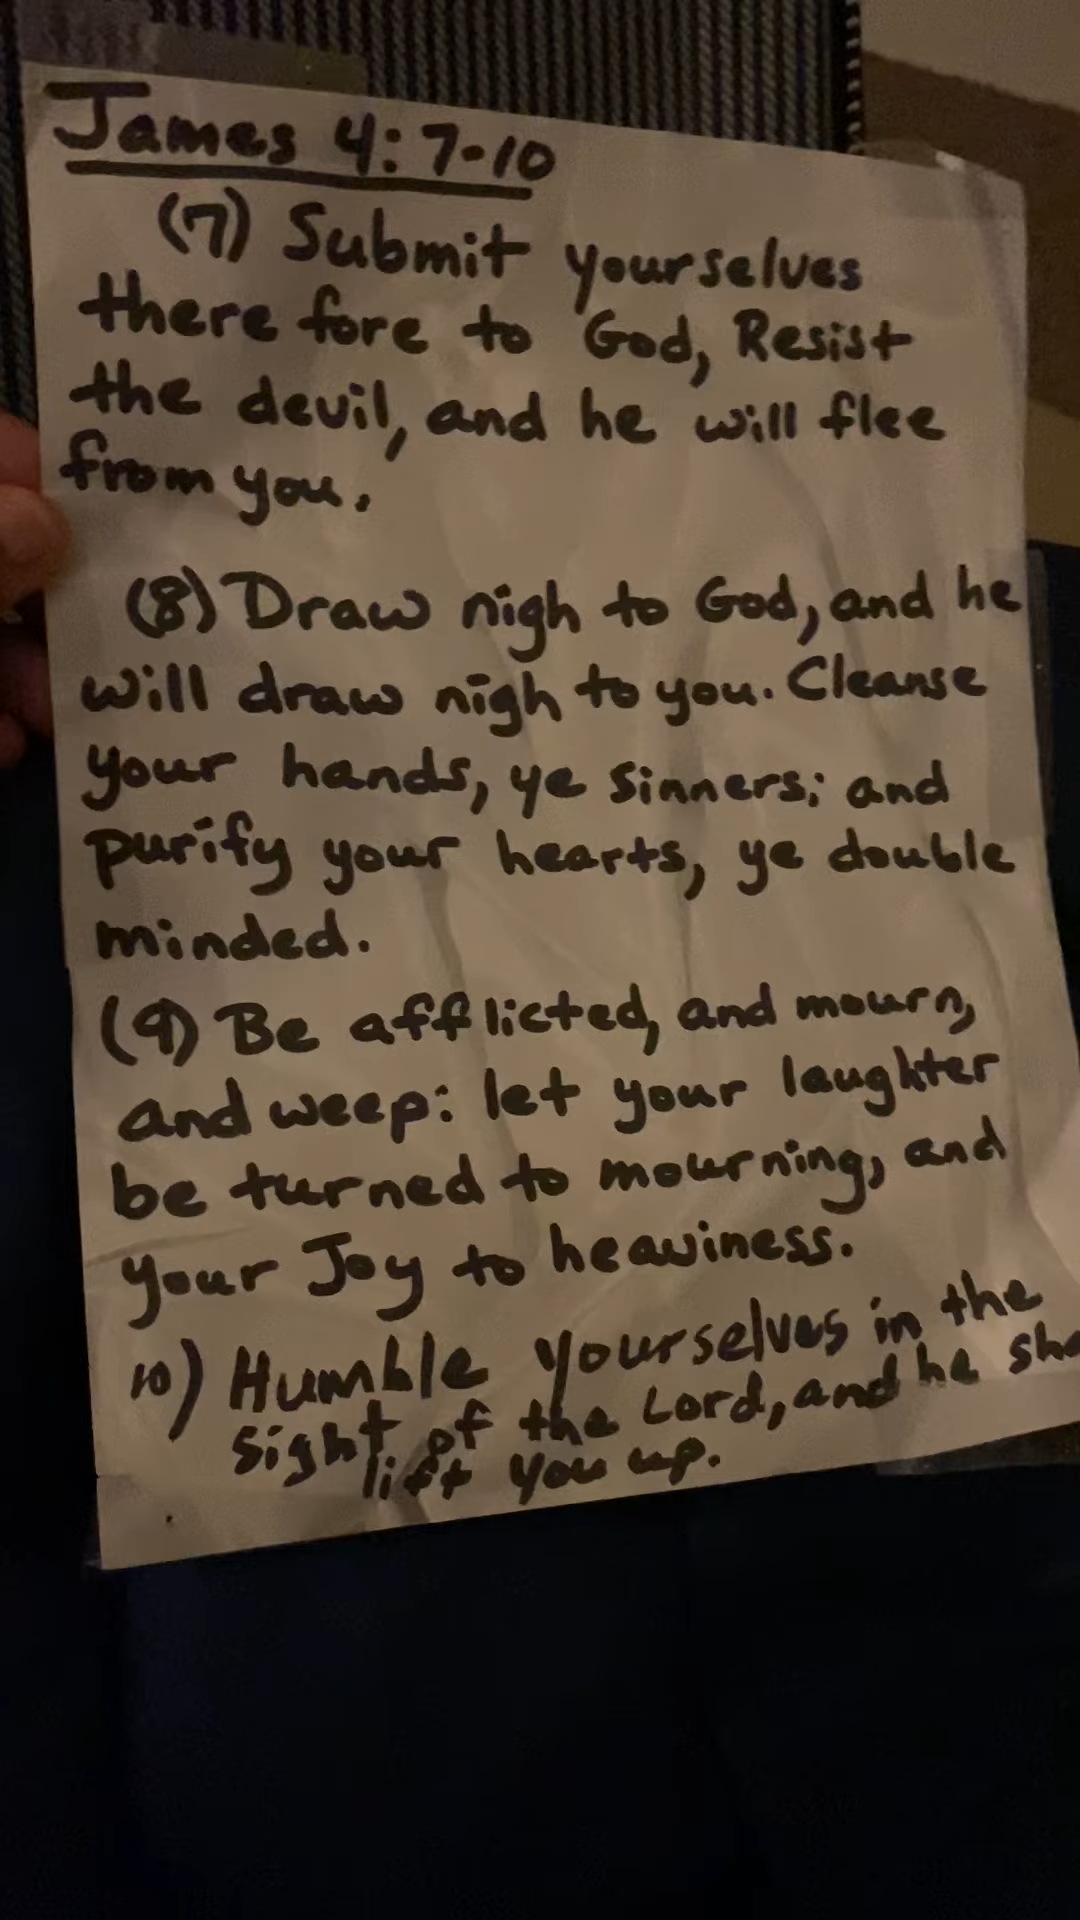 James 4:7-10
(7) Submit yourselves
there fore to God, Resist
the devil, and he will flee
from you.
(8) Draw nigh to God, and he
will draw nigh to you. Cleanse
your hands, ye sinners; and
purify your hearts, ye double
minded.
(9) Be afflicted, and mourn,
and weep: let your laughter
be turned to mourning, and
your Joy to heaviness.
10) Humble yourselves in the
sight of the Lord, and he sha
lift you up.